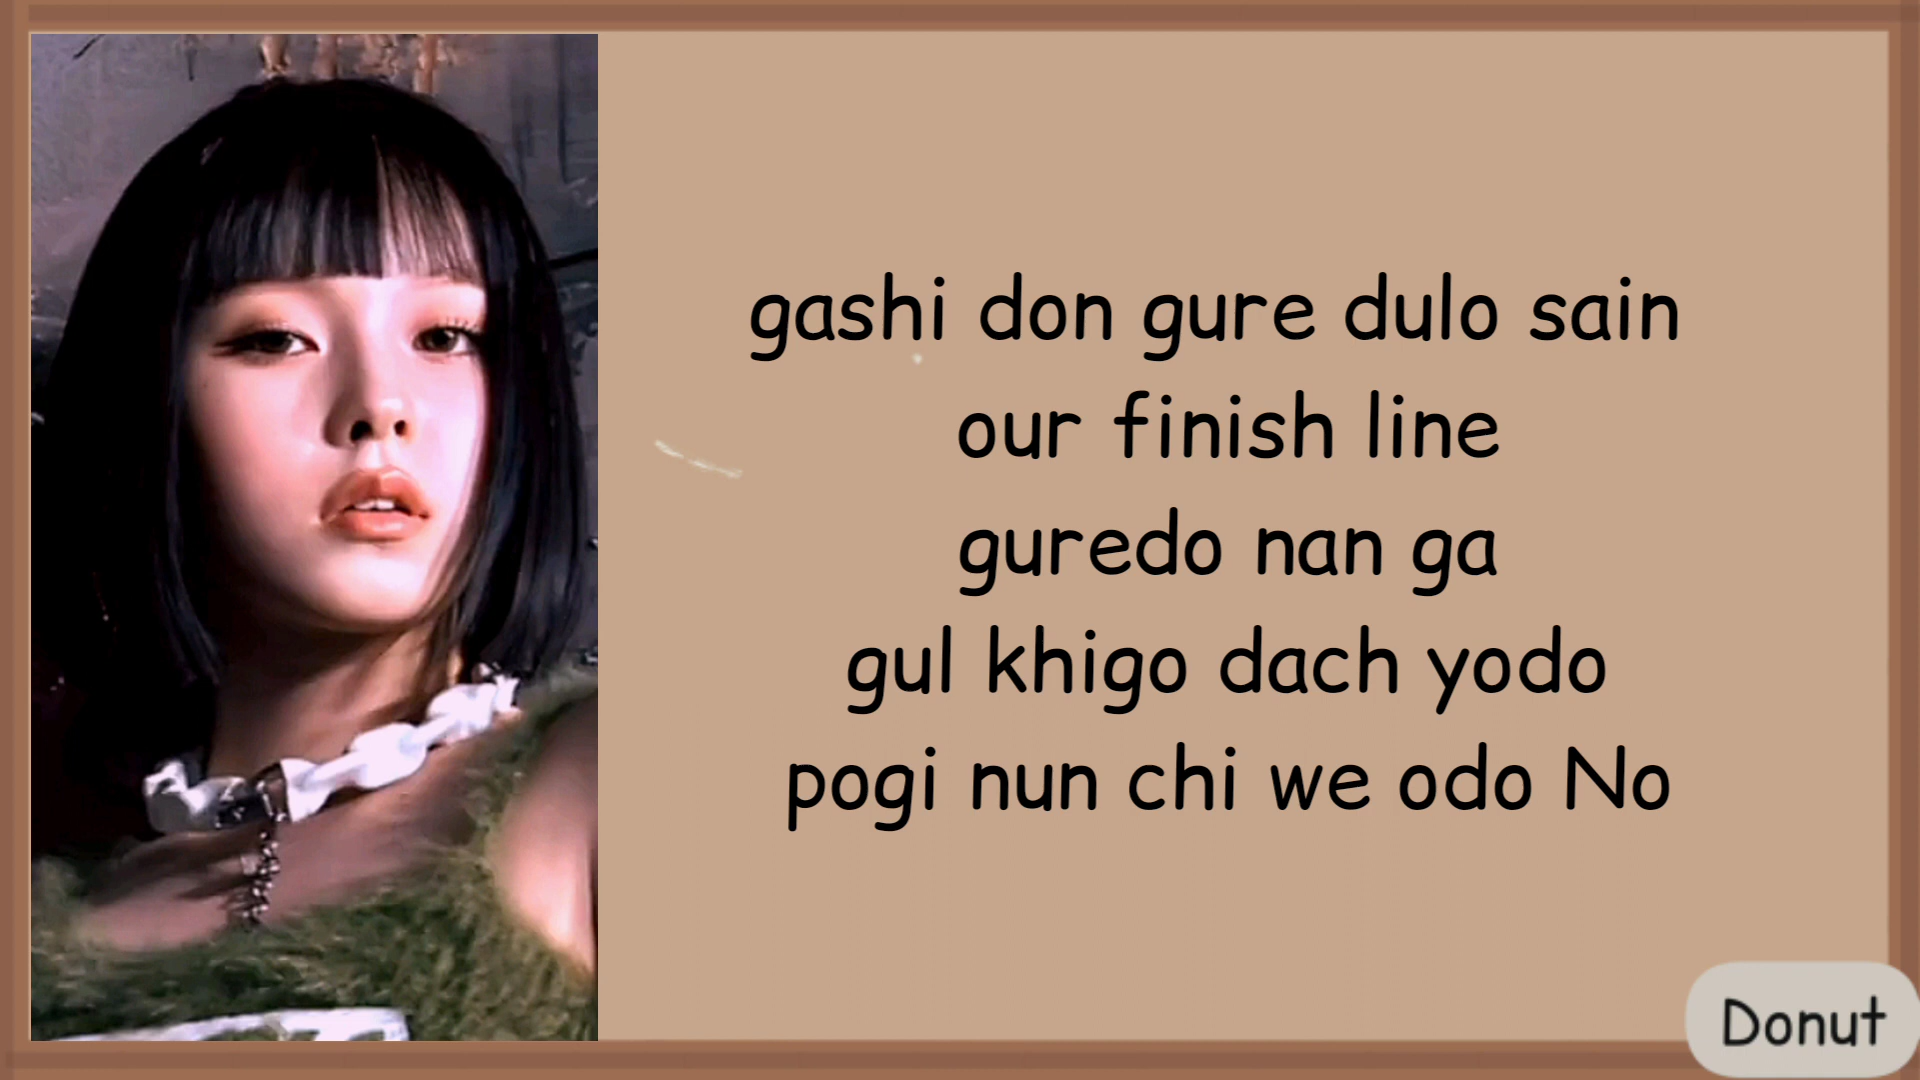 gashi don gure dulo sain
our finish line
guredo nan ga
gul khigo dach yodo
pogi nun chi we odo No
Donut